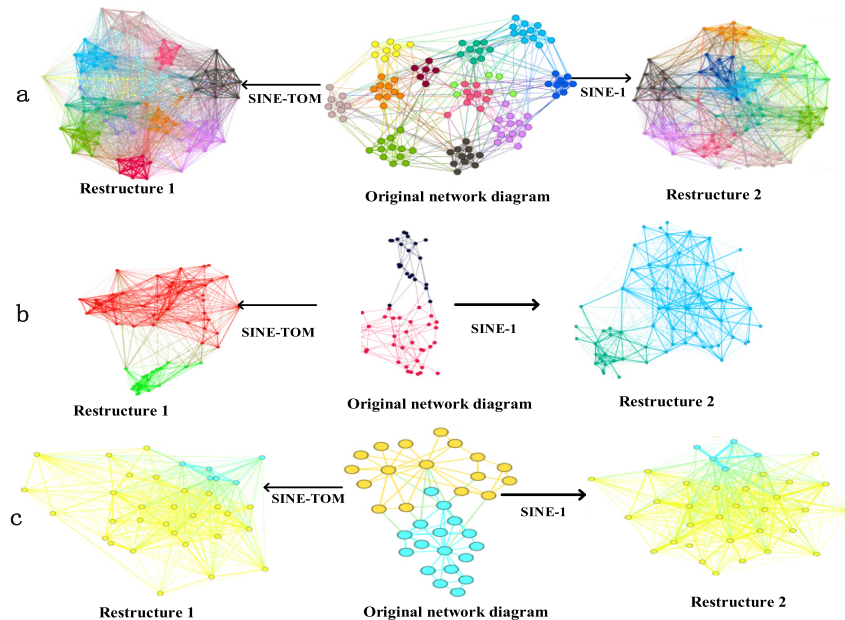 a
SINE-TOM
SINE-1
Restructure 1
Original network diagram
Restructure 2
b
SINE-TOM
SINE-1
Restructure 1
Original network diagram
Restructure 2
c
SINE-TOM
SINE-1
Restructure 1
Original network diagram
Restructure 2